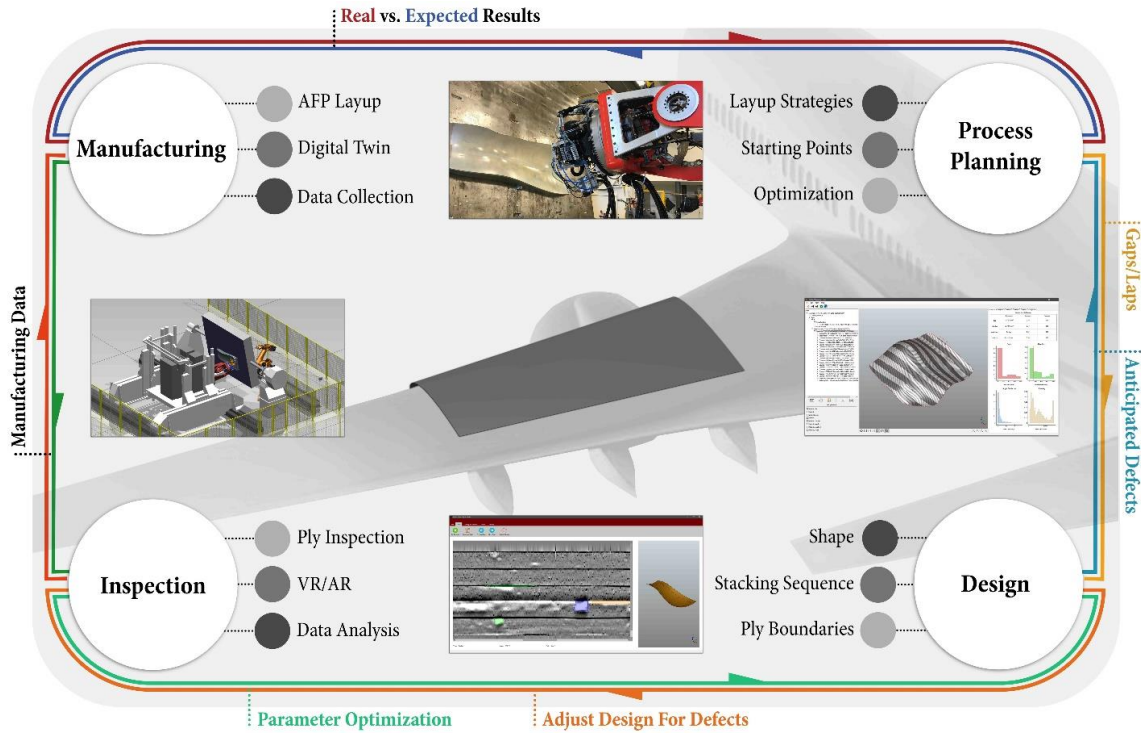 Real vs. Expected Results
Manufacturing
AFP Layup
Digital Twin
Data Collection
Layup Strategies
Starting Points
Optimization
Process
Planning
Gaps/Laps
Anticipated Defects
Manufacturing Data
Inspection
Ply Inspection
VR/AR
Data Analysis
Shape
Stacking Sequence
Ply Boundaries
Design
Parameter Optimization
Adjust Design For Defects